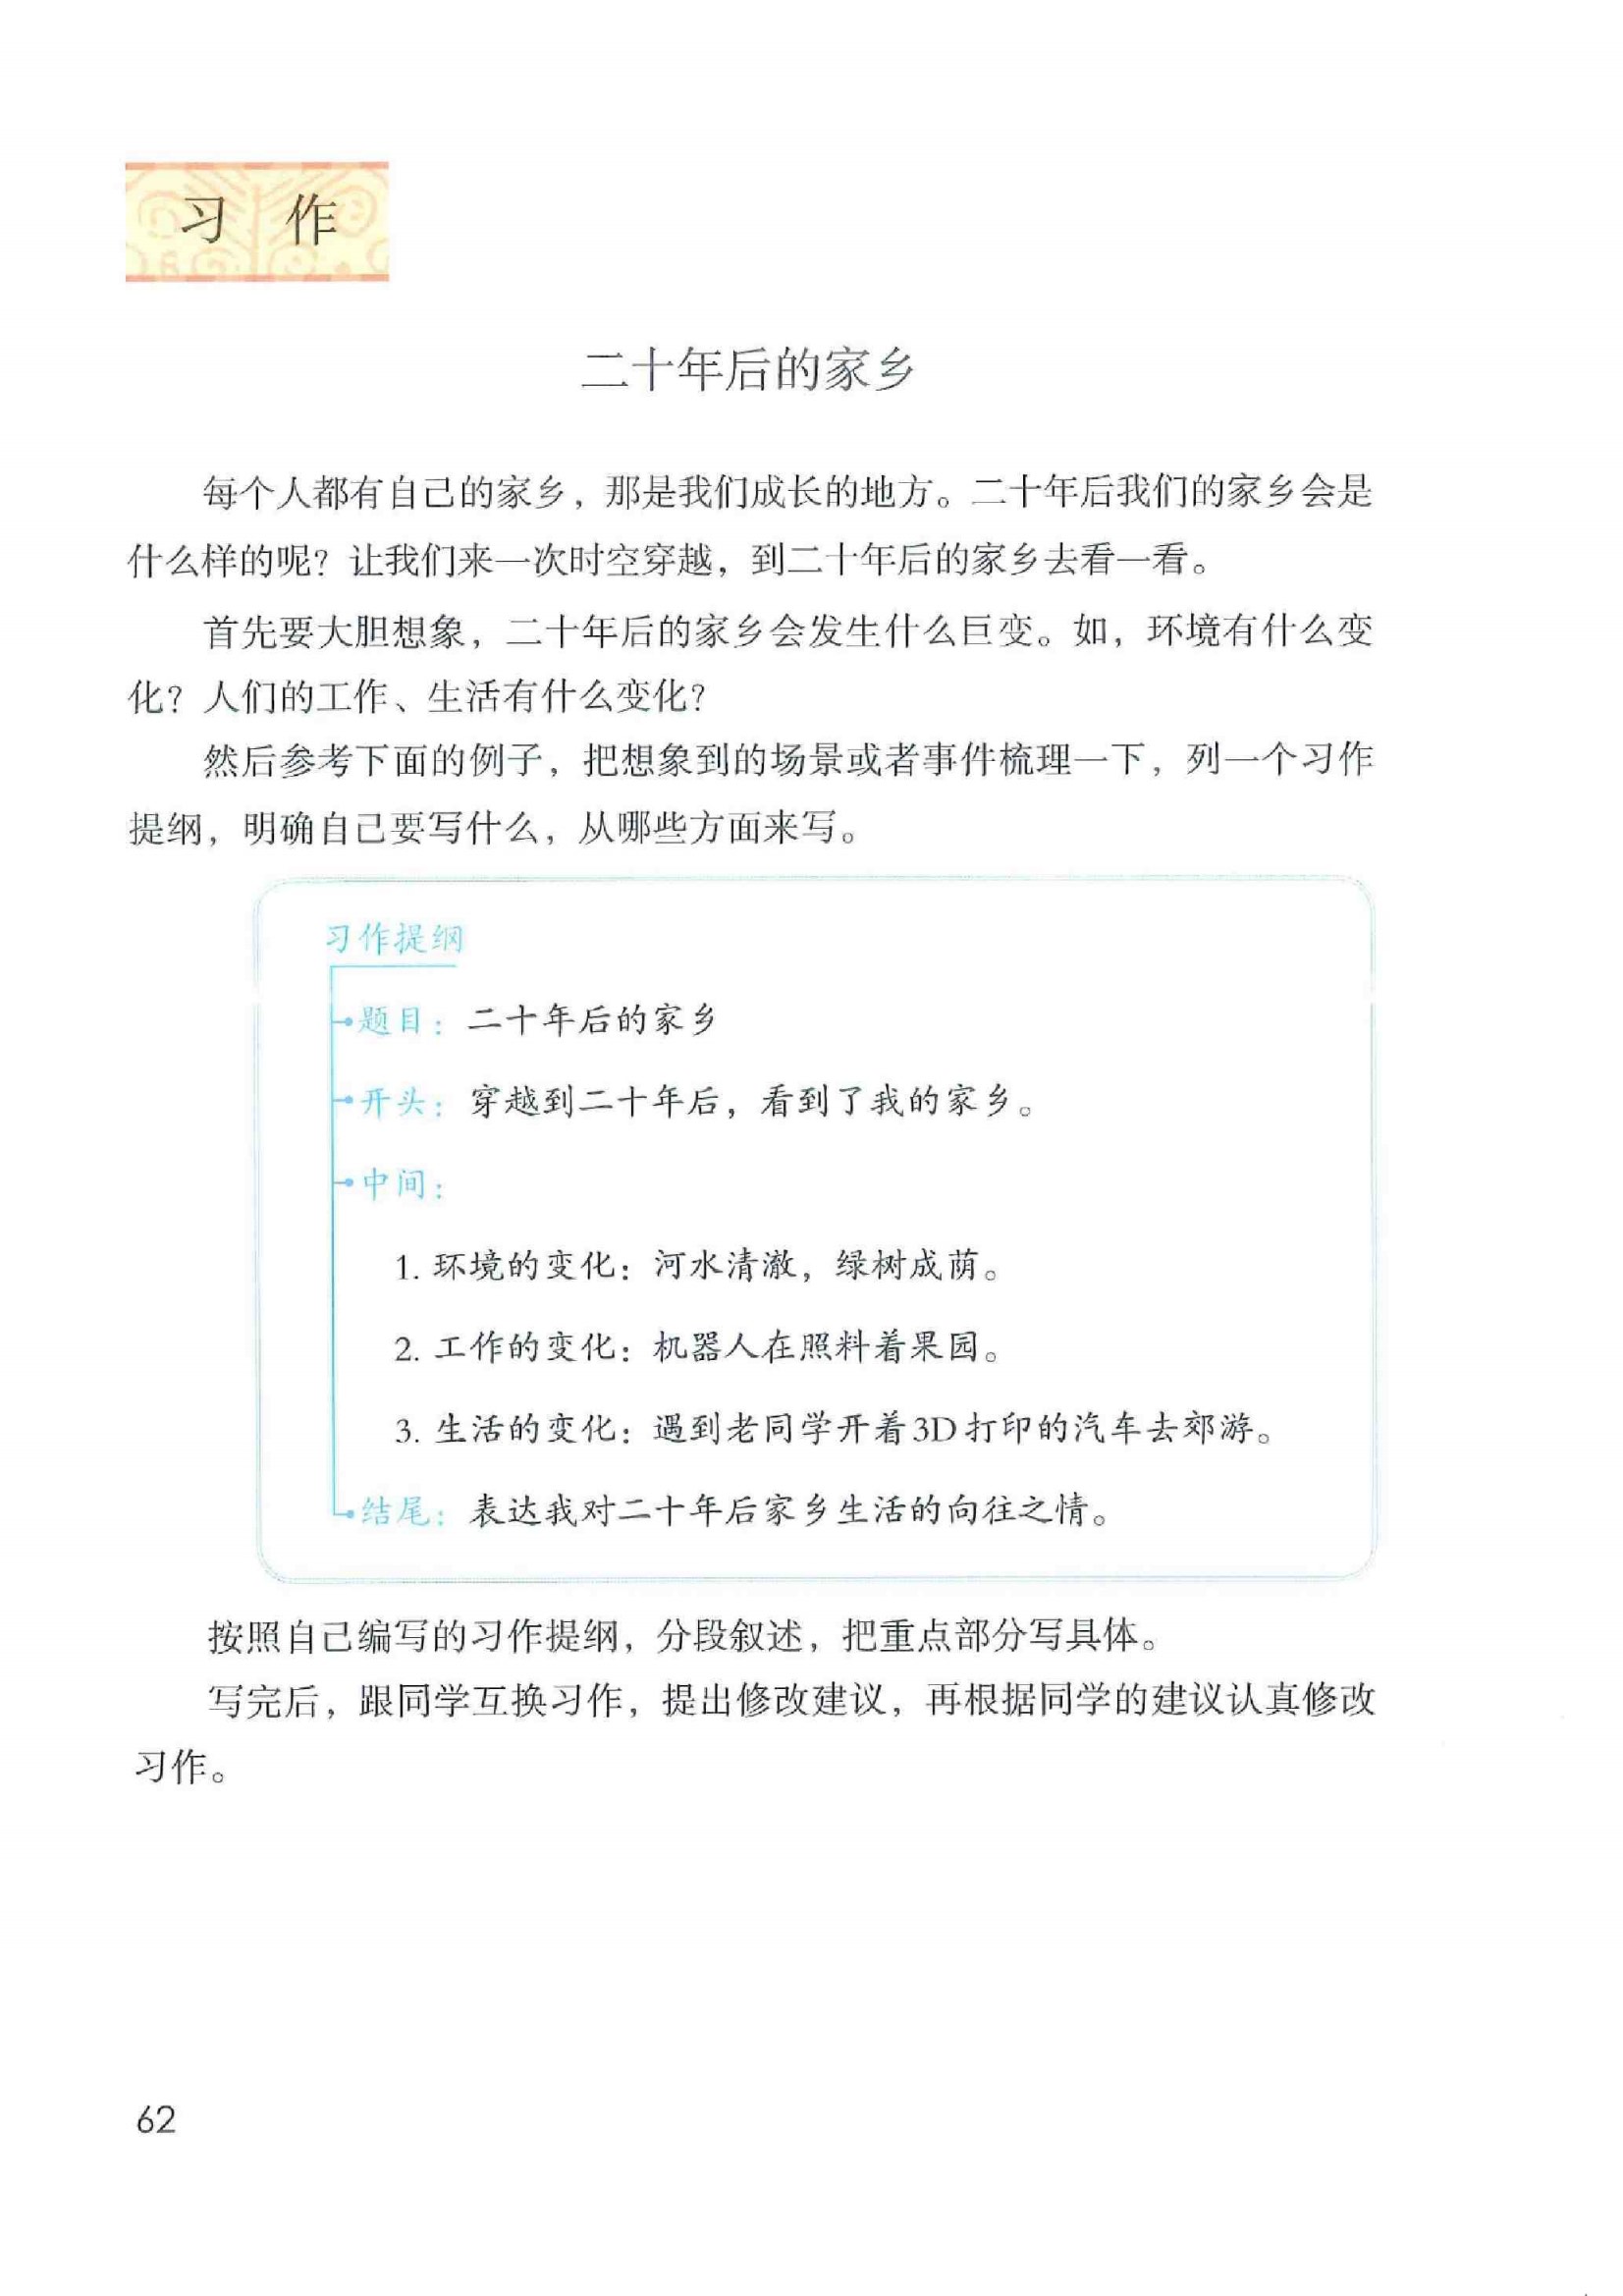 习 作
二十年后的家乡
每个人都有自己的家乡，那是我们成长的地方。二十年后我们的家乡会是
什么样的呢？让我们来一次时空穿越，到二十年后的家乡去看一看。
首先要大胆想象，二十年后的家乡会发生什么巨变。如，环境有什么变
化？人们的工作、生活有什么变化？
然后参考下面的例子，把想象到的场景或者事件梳理一下，列一个习作
提纲，明确自己要写什么，从哪些方面来写。
习作提纲
题目：二十年后的家乡
开头：穿越到二十年后，看到了我的家乡。
中间：
1. 环境的变化：河水清澈，绿树成荫。
2. 工作的变化：机器人在照料着果园。
3. 生活的变化：遇到老同学开着3D打印的汽车去郊游。
结尾：表达我对二十年后家乡生活的向往之情。
按照自己编写的习作提纲，分段叙述，把重点部分写具体。
写完后，跟同学互换习作，提出修改建议，再根据同学的建议认真修改
习作。
62